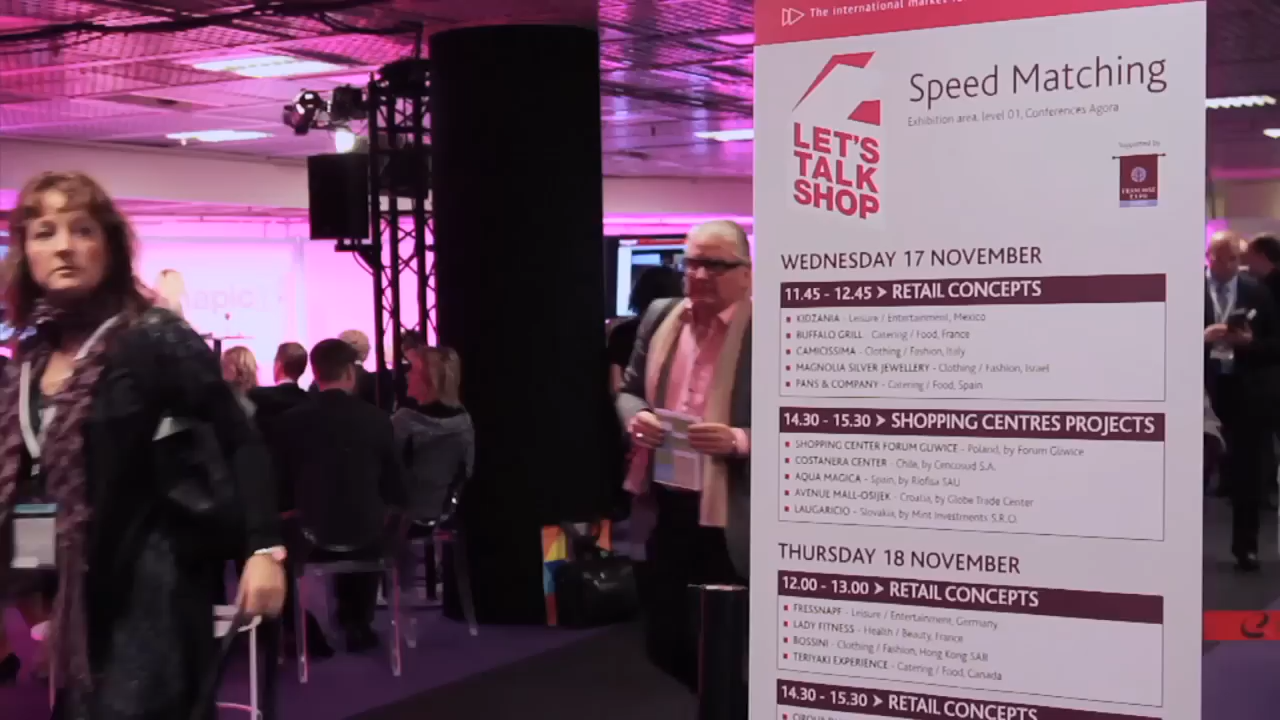 The international market
Speed Matching
Exhibition area, level 01, Conferences Agora
LET'S
TALK
SHOP
Supported by
FRANCHISE
EXPO
WEDNESDAY 17 NOVEMBER
11.45 - 12.45 ➤ RETAIL CONCEPTS
▪ KIDZANIA - Leisure / Entertainment, Mexico
▪ BUFFALO GRILL - Catering / Food, France
▪ CAMICISSIMA - Clothing / Fashion, Italy
▪ MAGNOLIA SILVER JEWELLERY - Clothing / Fashion, Israel
▪ PANS & COMPANY - Catering / Food, Spain
14.30 - 15.30 ➤ SHOPPING CENTRES PROJECTS
▪ SHOPPING CENTER FORUM GLIWICE - Poland, by Forum Gliwice
▪ COSTANERA CENTER - Chile, by Cencosud S.A.
▪ AQUA MAGICA - Spain, by Riofisa SAU
▪ AVENUE MALL-OSIJEK - Croatia, by Globe Trade Center
▪ LAUGARICIO - Slovakia, by Mint Investments S.R.O.
THURSDAY 18 NOVEMBER
12.00 - 13.00 ➤ RETAIL CONCEPTS
▪ FRESSNAPF - Leisure / Entertainment, Germany
▪ LADY FITNESS - Health / Beauty, France
▪ BOSSINI - Clothing / Fashion, Hong Kong SAR
▪ TERIYAKI EXPERIENCE - Catering / Food, Canada
14.30 - 15.30 ➤ RETAIL CONCEPTS
mapic